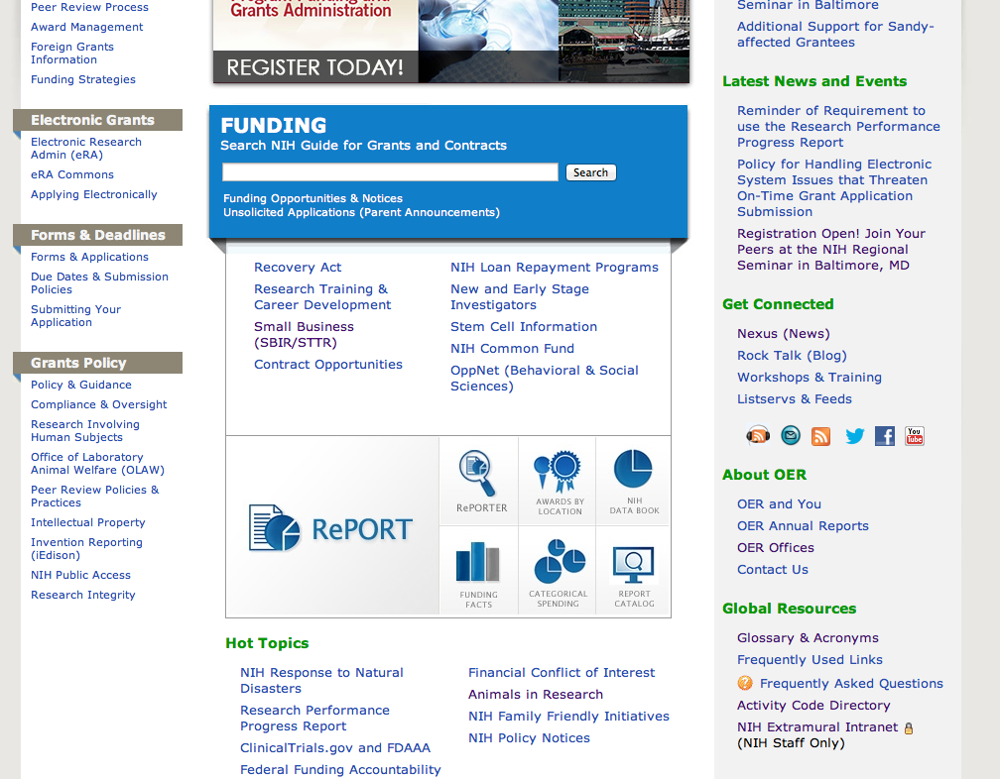 Peer Review Process
Award Management
Foreign Grants
Information
Funding Strategies
Electronic Grants
Electronic Research
Admin (eRA)
eRA Commons
Applying Electronically
Forms & Deadlines
Forms & Applications
Due Dates & Submission
Policies
Submitting Your
Application
Grants Policy
Policy & Guidance
Compliance & Oversight
Research Involving
Human Subjects
Office of Laboratory
Animal Welfare (OLAW)
Peer Review Policies &
Practices
Intellectual Property
Invention Reporting
(iEdison)
NIH Public Access
Research Integrity
Program Funding and
Grants Administration
REGISTER TODAY!
FUNDING
Search NIH Guide for Grants and Contracts
Search
Funding Opportunities & Notices
Unsolicited Applications (Parent Announcements)
Recovery Act
Research Training &
Career Development
Small Business
(SBIR/STTR)
Contract Opportunities
NIH Loan Repayment Programs
New and Early Stage
Investigators
Stem Cell Information
NIH Common Fund
OppNet (Behavioral & Social
Sciences)
RePORT
RePORTER
AWARDS BY
LOCATION
NIH
DATA BOOK
FUNDING
FACTS
CATEGORICAL
SPENDING
REPORT
CATALOG
Hot Topics
NIH Response to Natural
Disasters
Research Performance
Progress Report
ClinicalTrials.gov and FDAAA
Federal Funding Accountability
Financial Conflict of Interest
Animals in Research
NIH Family Friendly Initiatives
NIH Policy Notices
Seminar in Baltimore
Additional Support for Sandy-
affected Grantees
Latest News and Events
Reminder of Requirement to
use the Research Performance
Progress Report
Policy for Handling Electronic
System Issues that Threaten
On-Time Grant Application
Submission
Registration Open! Join Your
Peers at the NIH Regional
Seminar in Baltimore, MD
Get Connected
Nexus (News)
Rock Talk (Blog)
Workshops & Training
Listservs & Feeds
You
Tube
About OER
OER and You
OER Annual Reports
OER Offices
Contact Us
Global Resources
Glossary & Acronyms
Frequently Used Links
Frequently Asked Questions
Activity Code Directory
NIH Extramural Intranet
(NIH Staff Only)